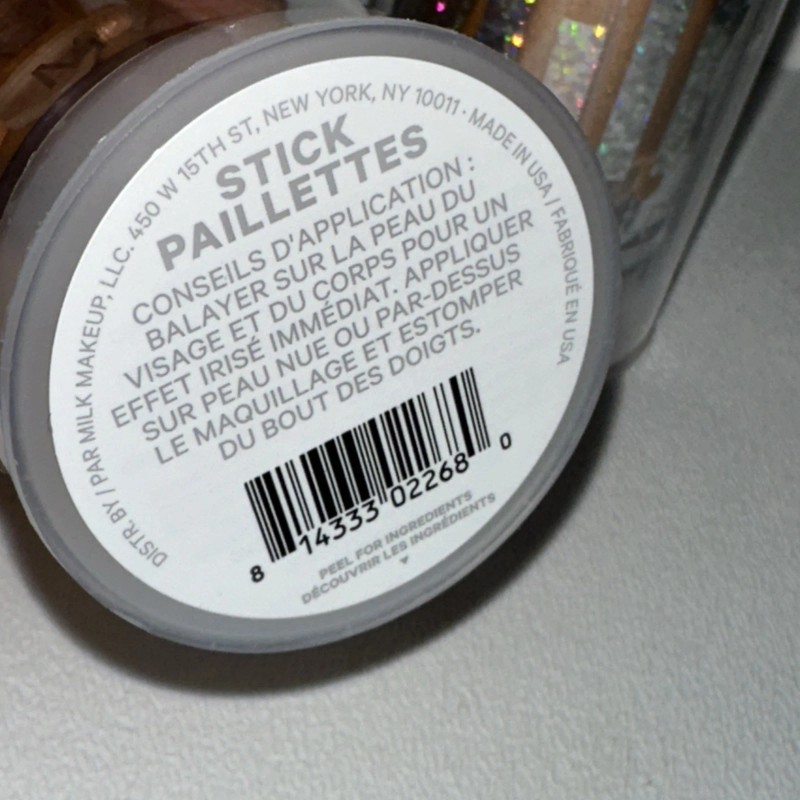 DISTR. BY / PAR MILK MAKEUP, LLC. 450 W 15TH ST, NEW YORK, NY 10011 · MADE IN USA / FABRIQUÉ EN USA
STICK
PAILLETTES
CONSEILS D'APPLICATION :
BALAYER SUR LA PEAU DU
VISAGE ET DU CORPS POUR UN
EFFET IRISÉ IMMÉDIAT. APPLIQUER
SUR PEAU NUE OU PAR-DESSUS
LE MAQUILLAGE ET ESTOMPER
DU BOUT DES DOIGTS.
8 14333 02268 0
PEEL FOR INGREDIENTS
DÉCOUVRIR LES INGRÉDIENTS